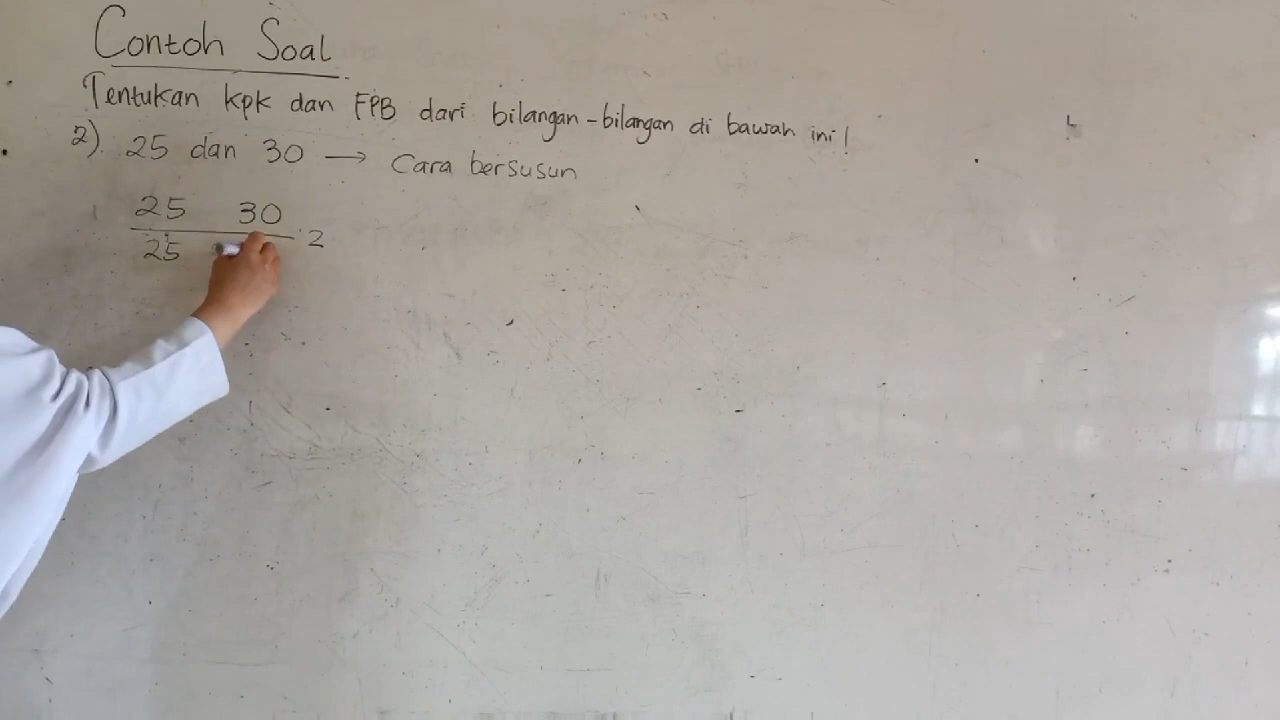 Contoh Soal
Tentukan kpk dan FPB dari bilangan-bilangan di bawah ini!
2). 25 dan 30 → Cara bersusun
25 30
25 2